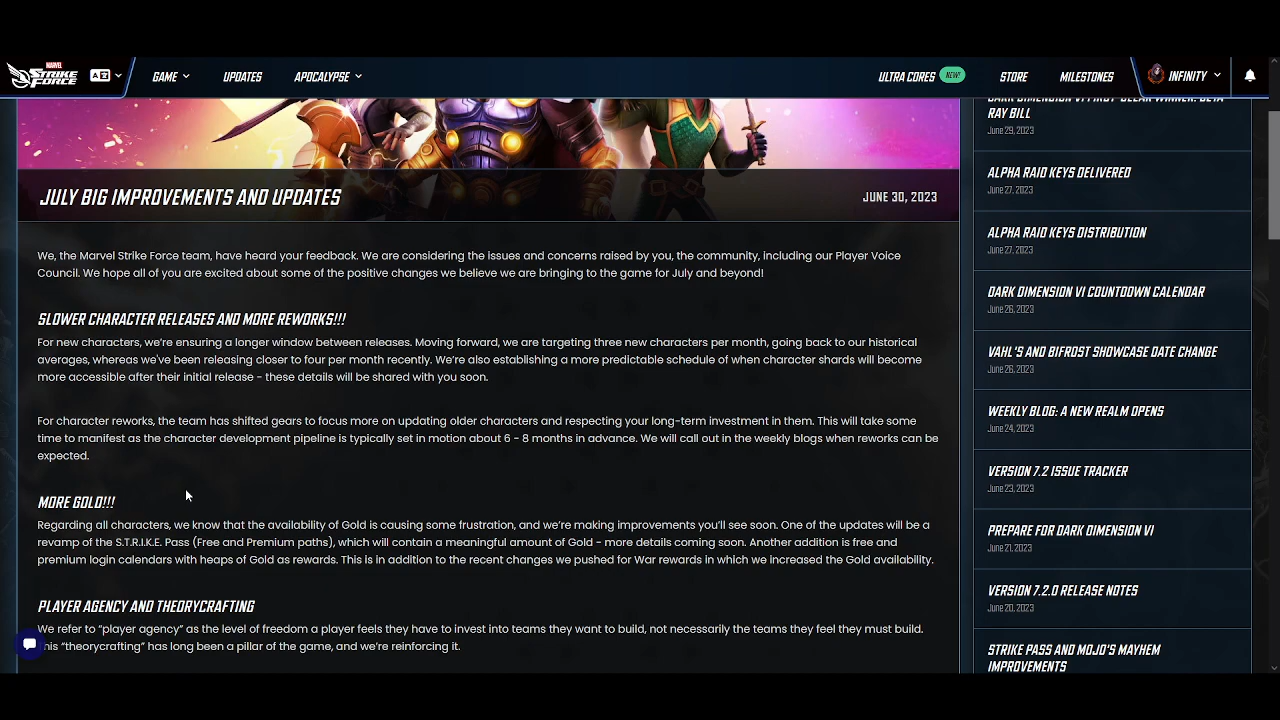 MARVEL
STRIKE FORCE
GAME
UPDATES
APOCALYPSE
ULTRA CORES NEW!
STORE
MILESTONES
INFINITY
JULY BIG IMPROVEMENTS AND UPDATES
JUNE 30, 2023
We, the Marvel Strike Force team, have heard your feedback. We are considering the issues and concerns raised by you, the community, including our Player Voice
Council. We hope all of you are excited about some of the positive changes we believe we are bringing to the game for July and beyond!
SLOWER CHARACTER RELEASES AND MORE REWORKS!!!
For new characters, we're ensuring a longer window between releases. Moving forward, we are targeting three new characters per month, going back to our historical
averages, whereas we've been releasing closer to four per month recently. We're also establishing a more predictable schedule of when character shards will become
more accessible after their initial release - these details will be shared with you soon.
For character reworks, the team has shifted gears to focus more on updating older characters and respecting your long-term investment in them. This will take some
time to manifest as the character development pipeline is typically set in motion about 6 - 8 months in advance. We will call out in the weekly blogs when reworks can be
expected.
MORE GOLD!!!
Regarding all characters, we know that the availability of Gold is causing some frustration, and we're making improvements you'll see soon. One of the updates will be a
revamp of the S.T.R.I.K.E. Pass (Free and Premium paths), which will contain a meaningful amount of Gold - more details coming soon. Another addition is free and
premium login calendars with heaps of Gold as rewards. This is in addition to the recent changes we pushed for War rewards in which we increased the Gold availability.
PLAYER AGENCY AND THEORYCRAFTING
We refer to "player agency" as the level of freedom a player feels they have to invest into teams they want to build, not necessarily the teams they feel they must build.
his "theorycrafting" has long been a pillar of the game, and we're reinforcing it.
DARK DIMENSION VI FIRST CLEAR WINNER: BETA
RAY BILL
June 29, 2023
ALPHA RAID KEYS DELIVERED
June 27, 2023
ALPHA RAID KEYS DISTRIBUTION
June 27, 2023
DARK DIMENSION VI COUNTDOWN CALENDAR
June 26, 2023
VAHL'S AND BIFROST SHOWCASE DATE CHANGE
June 26, 2023
WEEKLY BLOG: A NEW REALM OPENS
June 24, 2023
VERSION 7.2 ISSUE TRACKER
June 23, 2023
PREPARE FOR DARK DIMENSION VI
June 21, 2023
VERSION 7.2.0 RELEASE NOTES
June 20, 2023
STRIKE PASS AND MOJO'S MAYHEM
IMPROVEMENTS